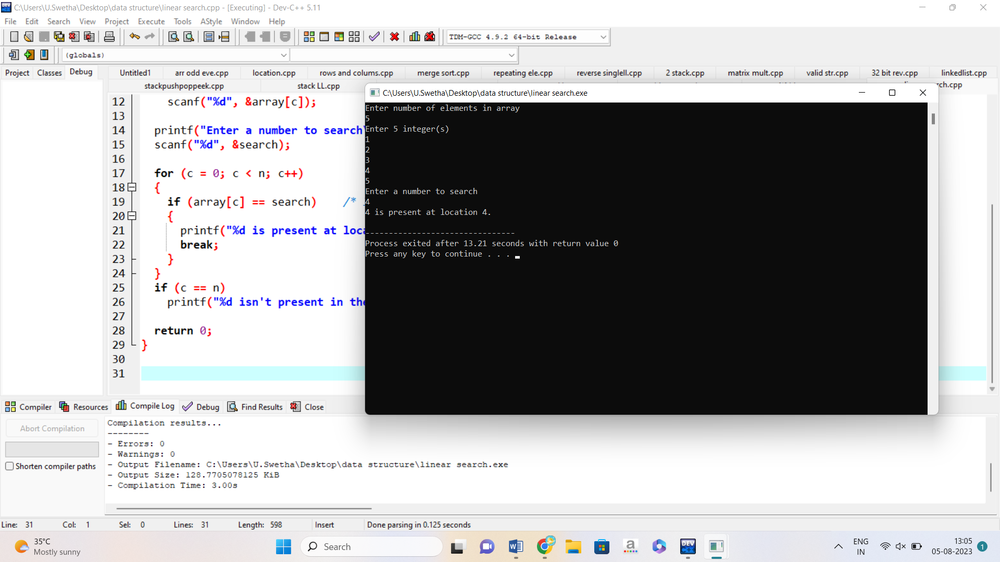 C:\Users\U.Swetha\Desktop\data structure\linear search.cpp - [Executing] - Dev-C++ 5.11
File Edit Search View Project Execute Tools AStyle Window Help
TDM-GCC 4.9.2 64-bit Release
(globals)
Project Classes Debug
Untitled1 arr odd eve.cpp location.cpp rows and colums.cpp merge sort.cpp repeating ele.cpp reverse singlell.cpp 2 stack.cpp matrix mult.cpp valid str.cpp 32 bit rev.cpp linkedlist.cpp
stackpushpoppeek.cpp stack LL.cpp rch.cpp
12 scanf("%d", &array[c]);
13
14 printf("Enter a number to search
15 scanf("%d", &search);
16
17 for (c = 0; c < n; c++)
18 {
19 if (array[c] == search) /*
20 {
21 printf("%d is present at loca
22 break;
23 }
24 }
25 if (c == n)
26 printf("%d isn't present in the
27
28 return 0;
29 }
30
31
C:\Users\U.Swetha\Desktop\data structure\linear search.exe
Enter number of elements in array
5
Enter 5 integer(s)
1
2
3
4
5
Enter a number to search
4
4 is present at location 4.
--------------------------------
Process exited after 13.21 seconds with return value 0
Press any key to continue . . .
Compiler Resources Compile Log Debug Find Results Close
Abort Compilation
Shorten compiler paths
Compilation results...
--------
- Errors: 0
- Warnings: 0
- Output Filename: C:\Users\U.Swetha\Desktop\data structure\linear search.exe
- Output Size: 128.7705078125 KiB
- Compilation Time: 3.00s
Line: 31 Col: 1 Sel: 0 Lines: 31 Length: 598 Insert Done parsing in 0.125 seconds
35°C
Mostly sunny
Search
ENG
IN
13:05
05-08-2023
1